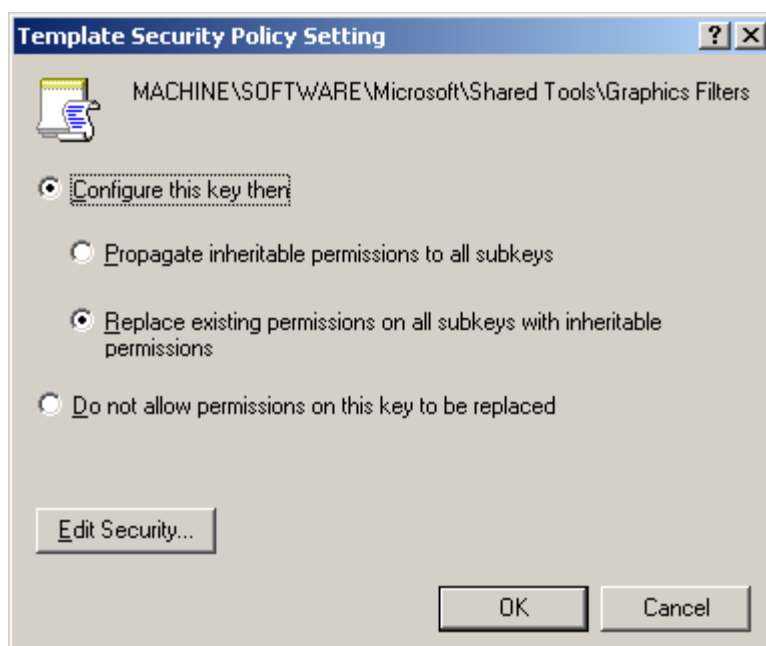 Template Security Policy Setting
MACHINE\SOFTWARE\Microsoft\Shared Tools\Graphics Filters
Configure this key then
Propagate inheritable permissions to all subkeys
Replace existing permissions on all subkeys with inheritable
permissions
Do not allow permissions on this key to be replaced
Edit Security...
OK Cancel